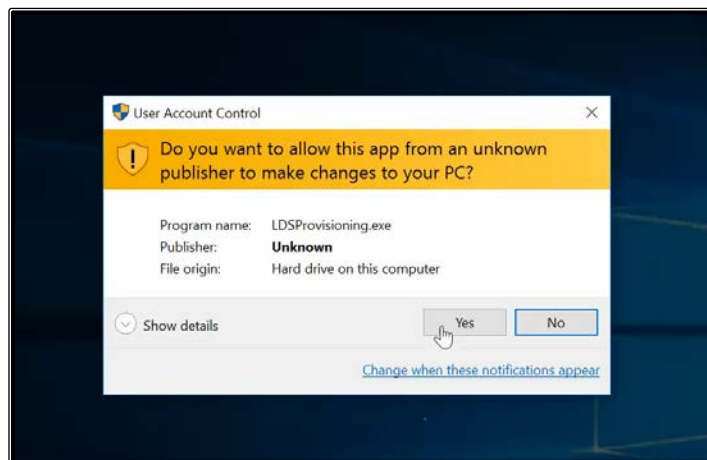 User Account Control
Do you want to allow this app from an unknown
publisher to make changes to your PC?
Program name: LDSProvisioning.exe
Publisher: Unknown
File origin: Hard drive on this computer
Show details
Yes
No
Change when these notifications appear